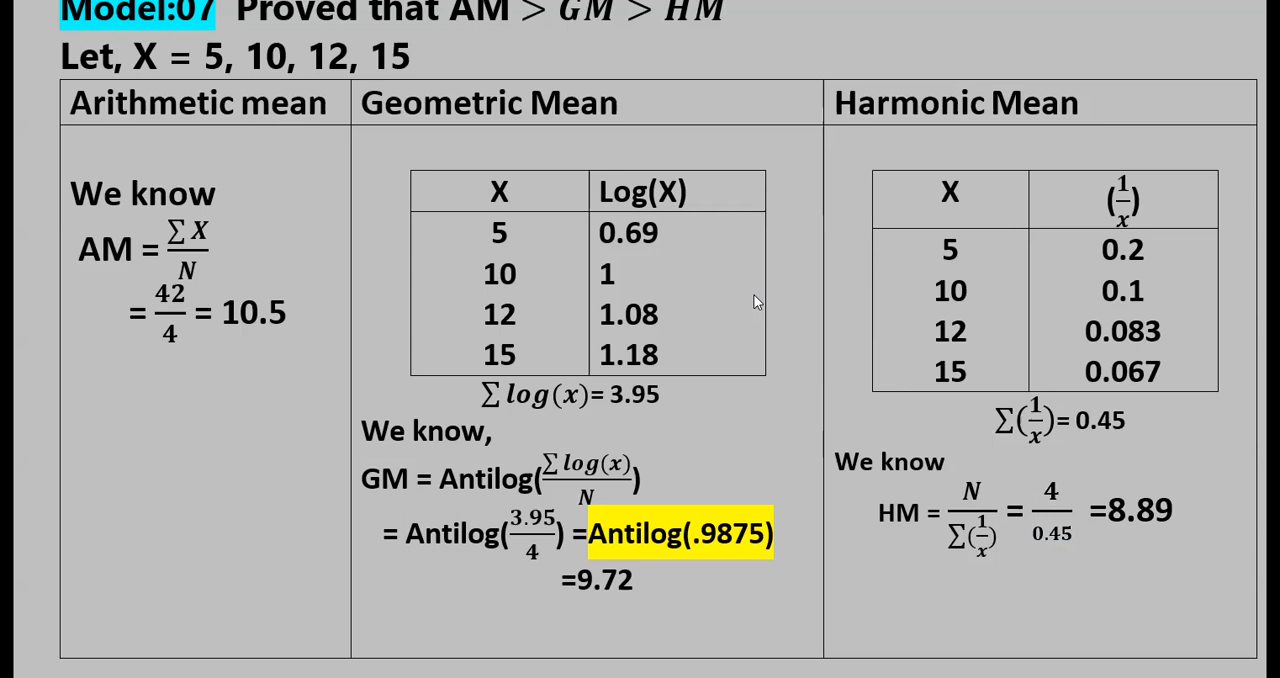 Model:07 Proved that AM > GM > HM
Let, X = 5, 10, 12, 15
Arithmetic mean
We know
AM = ∑ X / N
= 42/4 = 10.5
Geometric Mean
X Log(X)
5 0.69
10 1
12 1.08
15 1.18
∑ log(x)= 3.95
We know,
GM = Antilog(∑ log(x) / N)
= Antilog(3.95/4) =Antilog(.9875)
=9.72
Harmonic Mean
X (1/x)
5 0.2
10 0.1
12 0.083
15 0.067
∑(1/x)= 0.45
We know
HM = N / ∑(1/x) = 4/0.45 =8.89